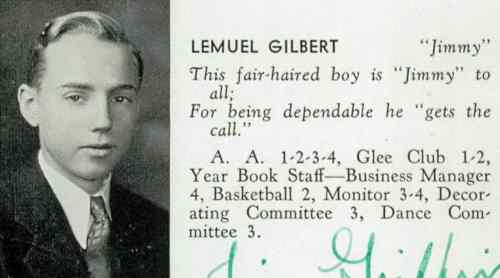 LEMUEL GILBERT "Jimmy"
This fair-haired boy is "Jimmy" to
all;
For being dependable he "gets the
call."
A. A. 1-2-3-4, Glee Club 1-2,
Year Book Staff—Business Manager
4, Basketball 2, Monitor 3-4, Decor-
ating Committee 3, Dance Com-
mittee 3.